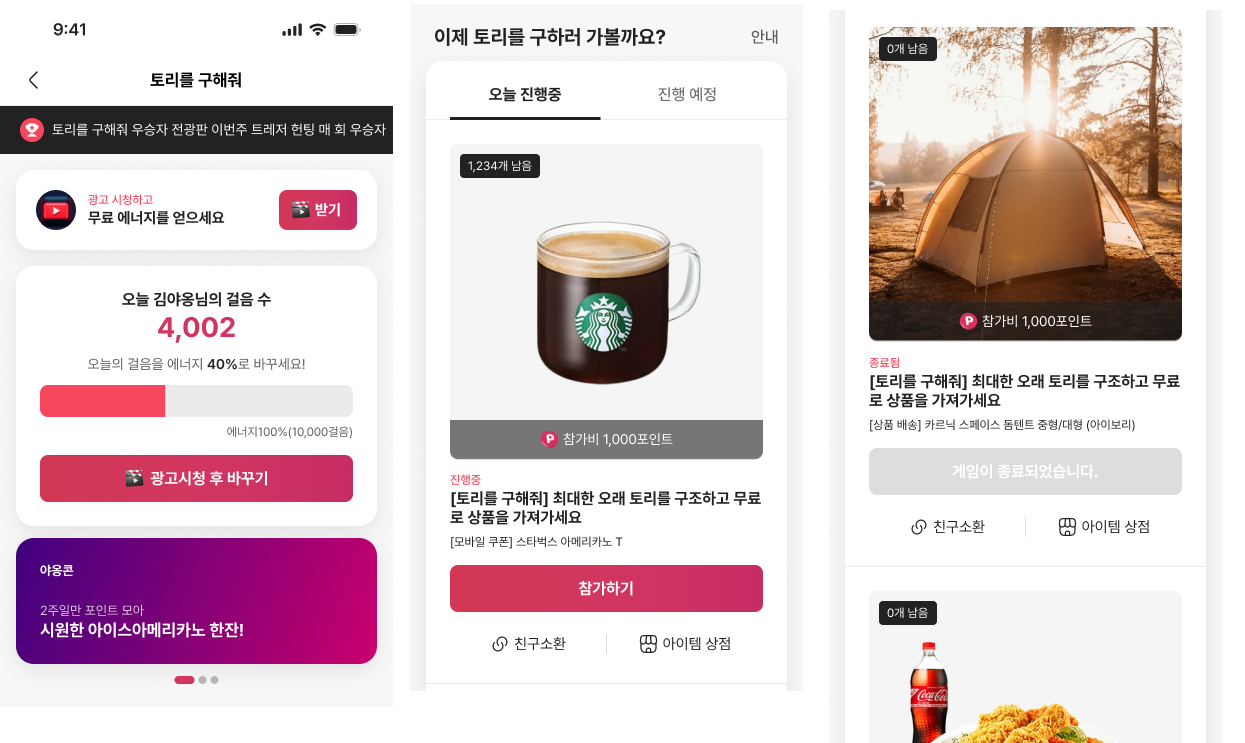 9:41
토리를 구해줘
토리를 구해줘 우승자 전광판 이번주 트레저 헌팅 매 회 우승자
광고 시청하고
무료 에너지를 얻으세요
받기
오늘 김야옹님의 걸음 수
4,002
오늘의 걸음을 에너지 40%로 바꾸세요!
에너지100%(10,000걸음)
광고시청 후 바꾸기
야옹콘
2주일만 포인트 모아
시원한 아이스아메리카노 한잔!
이제 토리를 구하러 가볼까요?
안내
오늘 진행중
진행 예정
1,234개 남음
P 참가비 1,000포인트
진행중
[토리를 구해줘] 최대한 오래 토리를 구조하고 무료
로 상품을 가져가세요
[모바일 쿠폰] 스타벅스 아메리카노 T
참가하기
친구소환
아이템 상점
0개 남음
P 참가비 1,000포인트
종료됨
[토리를 구해줘] 최대한 오래 토리를 구조하고 무료
로 상품을 가져가세요
[상품 배송] 카르닉 스페이스 돔텐트 중형/대형 (아이보리)
게임이 종료되었습니다.
친구소환
아이템 상점
0개 남음
Coca-Cola